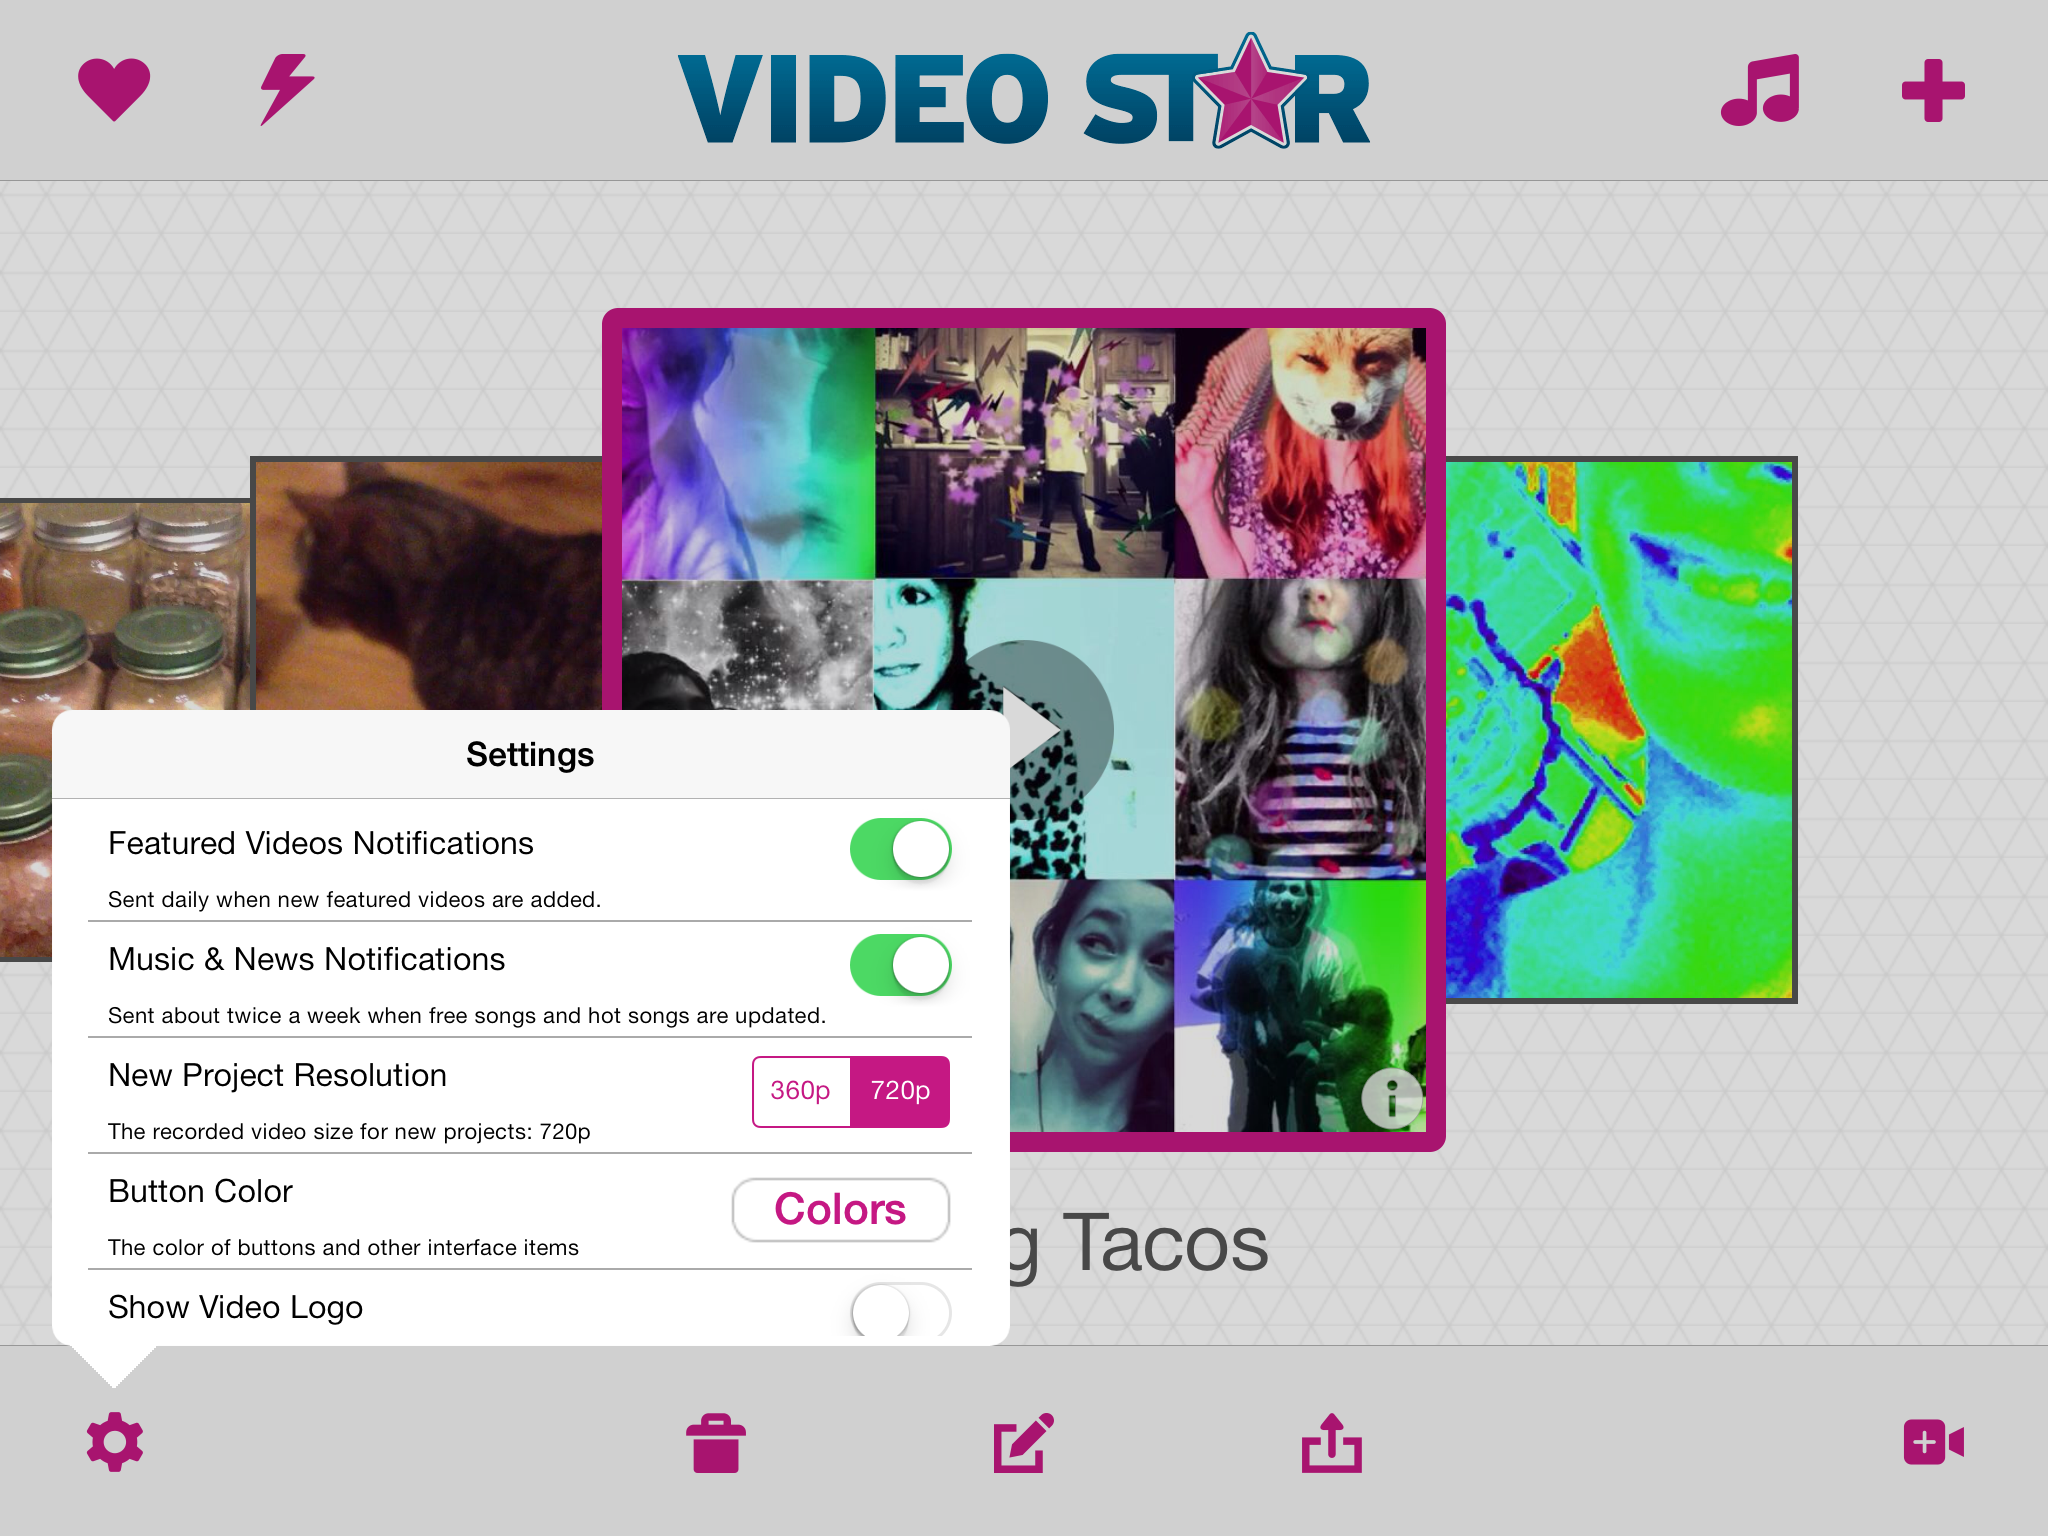 VIDEO STAR
Settings
Featured Videos Notifications
Sent daily when new featured videos are added.
Music & News Notifications
Sent about twice a week when free songs and hot songs are updated.
New Project Resolution
360p
720p
The recorded video size for new projects: 720p
Button Color
Colors
The color of buttons and other interface items
g Tacos
Show Video Logo